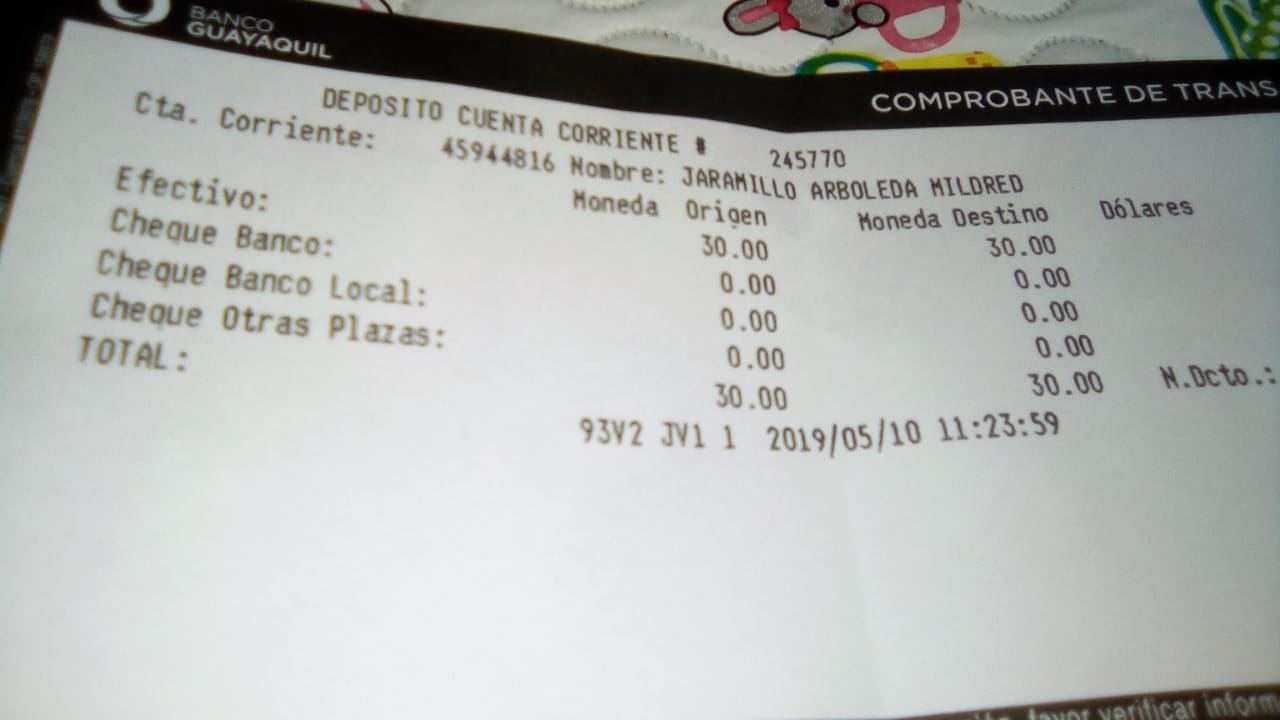 BANCO
GUAYAQUIL
COMPROBANTE DE TRANS
DEPOSITO CUENTA CORRIENTE # 245770
Cta. Corriente: 45944816 Nombre: JARAMILLO ARBOLEDA MILDRED
Moneda Origen Moneda Destino Dólares
Efectivo: 30.00 30.00
Cheque Banco: 0.00 0.00
Cheque Banco Local: 0.00 0.00
Cheque Otras Plazas: 0.00 0.00
TOTAL: 30.00 30.00 N.Dcto.:
93V2 JV1 1 2019/05/10 11:23:59
favor verificar inform